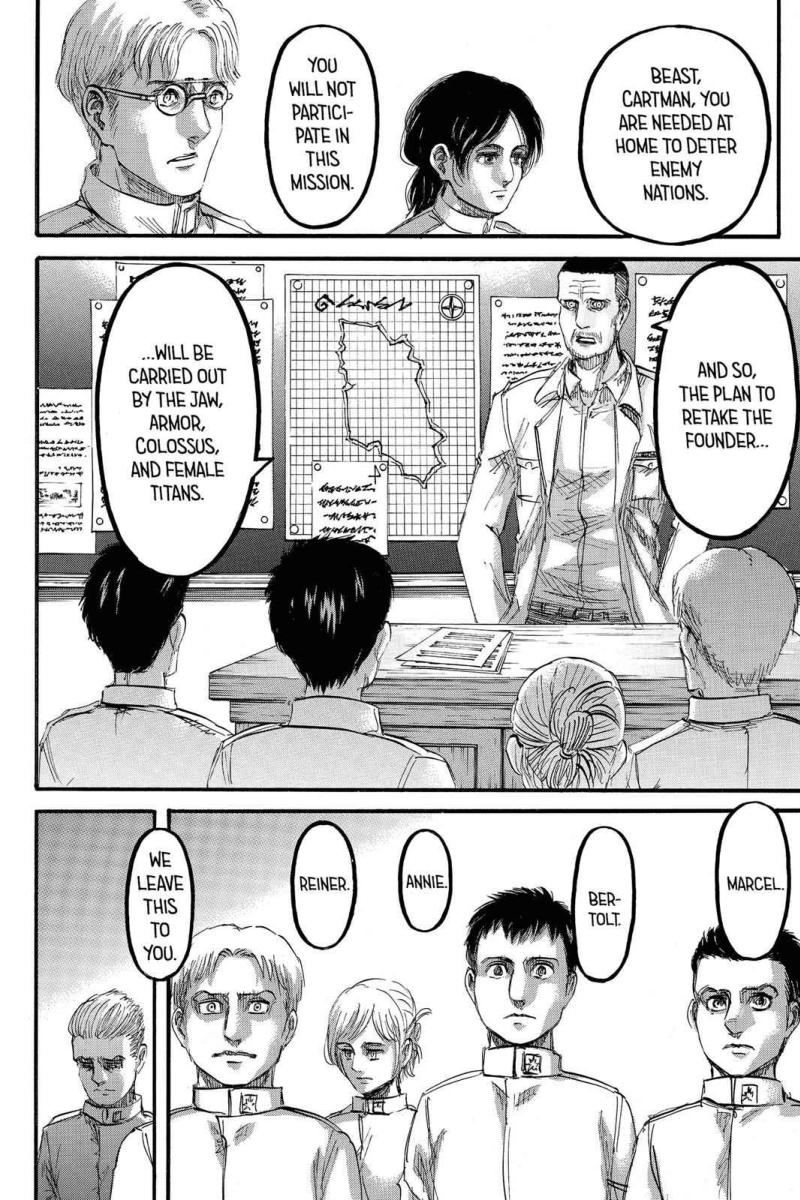 BEAST,
CARTMAN, YOU
ARE NEEDED AT
HOME TO DETER
ENEMY
NATIONS.
YOU
WILL NOT
PARTICI-
PATE IN
THIS
MISSION.
AND SO,
THE PLAN TO
RETAKE THE
FOUNDER...
...WILL BE
CARRIED OUT
BY THE JAW,
ARMOR,
COLOSSUS,
AND FEMALE
TITANS.
MARCEL.
BER-
TOLT.
ANNIE.
REINER.
WE
LEAVE
THIS
TO
YOU.